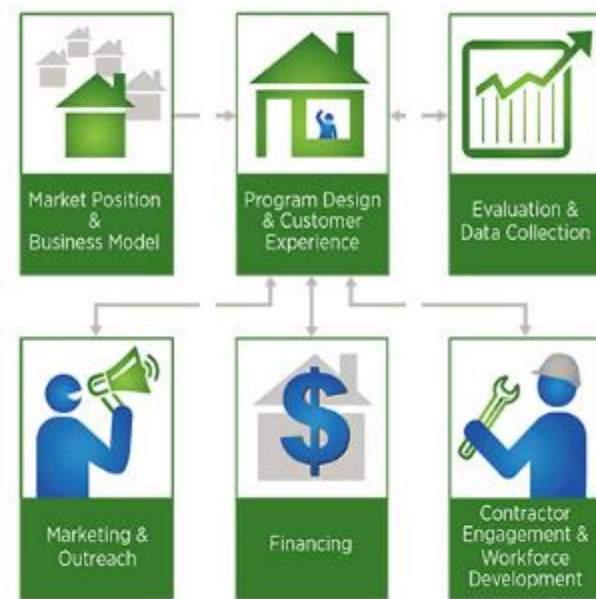 Market Position
&
Business Model
Program Design
& Customer
Experience
Evaluation &
Data Collection
Marketing &
Outreach
$
Financing
Contractor
Engagement &
Workforce
Development